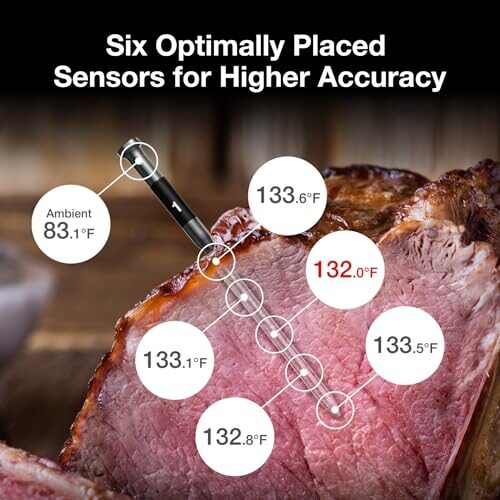 Six Optimally Placed
Sensors for Higher Accuracy
1
Ambient
83.1°F
133.6°F
132.0°F
133.1°F
133.5°F
132.8°F